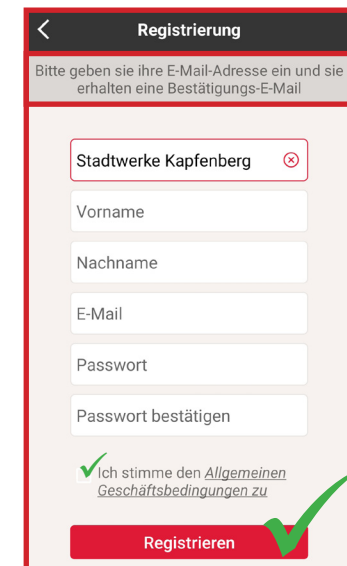 Registrierung
Bitte geben sie ihre E-Mail-Adresse ein und sie
erhalten eine Bestätigungs-E-Mail
Stadtwerke Kapfenberg
Vorname
Nachname
E-Mail
Passwort
Passwort bestätigen
Ich stimme den Allgemeinen
Geschäftsbedingungen zu
Registrieren